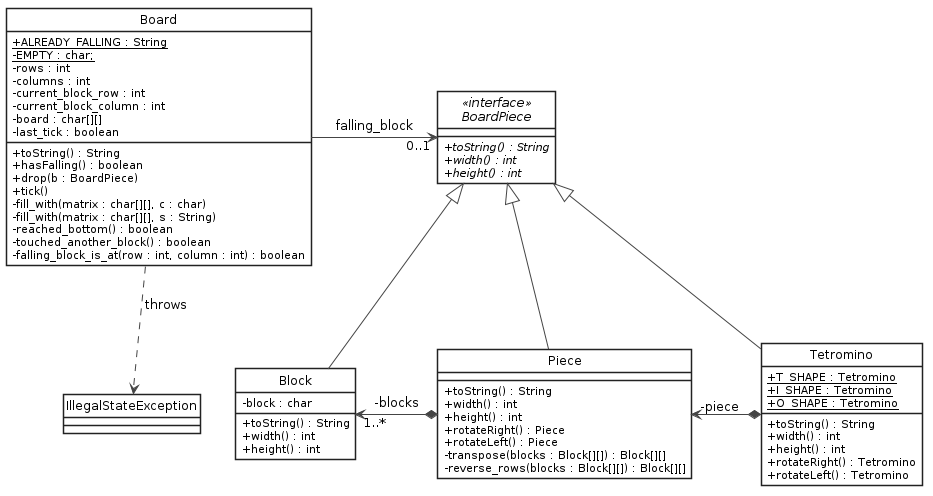 Board
+ALREADY_FALLING : String
-EMPTY : char;
-rows : int
-columns : int
-current_block_row : int
-current_block_column : int
-board : char[][]
-last_tick : boolean
+toString() : String
+hasFalling() : boolean
+drop(b : BoardPiece)
+tick()
-fill_with(matrix : char[][], c : char)
-fill_with(matrix : char[][], s : String)
-reached_bottom() : boolean
-touched_another_block() : boolean
-falling_block_is_at(row : int, column : int) : boolean
falling_block
0..1
«interface»
BoardPiece
+toString() : String
+width() : int
+height() : int
throws
IllegalStateException
Block
-block : char
+toString() : String
+width() : int
+height() : int
-blocks
1..*
Piece
+toString() : String
+width() : int
+height() : int
+rotateRight() : Piece
+rotateLeft() : Piece
-transpose(blocks : Block[][]) : Block[][]
-reverse_rows(blocks : Block[][]) : Block[][]
-piece
Tetromino
+T_SHAPE : Tetromino
+I_SHAPE : Tetromino
+O_SHAPE : Tetromino
+toString() : String
+width() : int
+height() : int
+rotateRight() : Tetromino
+rotateLeft() : Tetromino